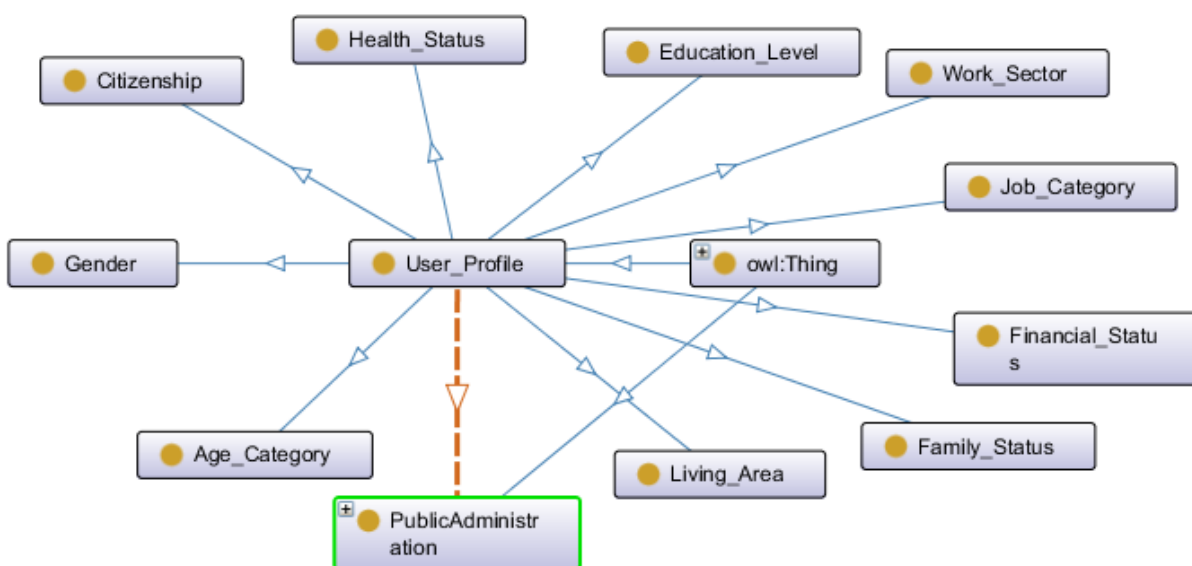 Health_Status
Education_Level
Citizenship
Work_Sector
Job_Category
Gender
User_Profile
owl:Thing
Financial_Statu
s
Age_Category
Living_Area
Family_Status
PublicAdministr
ation